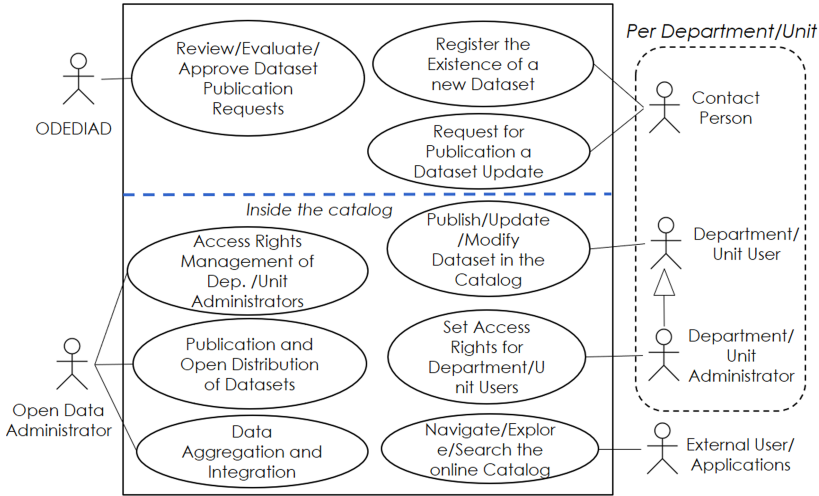 Per Department/Unit
Review/Evaluate/
Approve Dataset
Publication
Requests
Register the
Existence of a
new Dataset
ODEDIAD
Contact
Person
Request for
Publication a
Dataset Update
Inside the catalog
Access Rights
Management of
Dep. /Unit
Administrators
Publish/Update
/Modify
Dataset in the
Catalog
Department/
Unit User
Publication and
Open Distribution
of Datasets
Set Access
Rights for
Department/U
nit Users
Department/
Unit
Administrator
Open Data
Administrator
Data
Aggregation and
Integration
Navigate/Explor
e/Search the
online Catalog
External User/
Applications